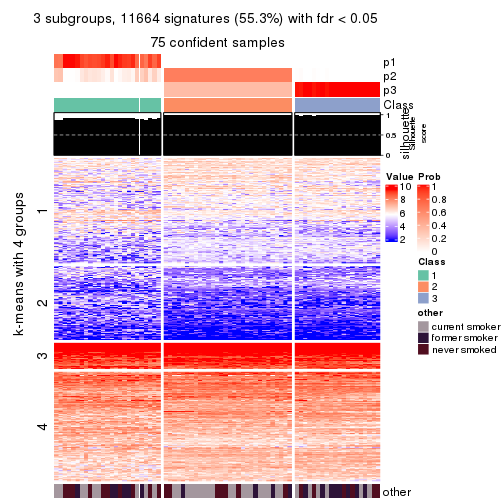 3 subgroups, 11664 signatures (55.3%) with fdr < 0.05
75 confident samples
p1
p2
p3
Class
1
0.5
0
silhouette
Silhouette
score
k-means with 4 groups
1
2
3
4
other
Value
10
8
6
4
2
Prob
1
0.8
0.6
0.4
0.2
0
Class
1
2
3
other
current smoker
former smoker
never smoked